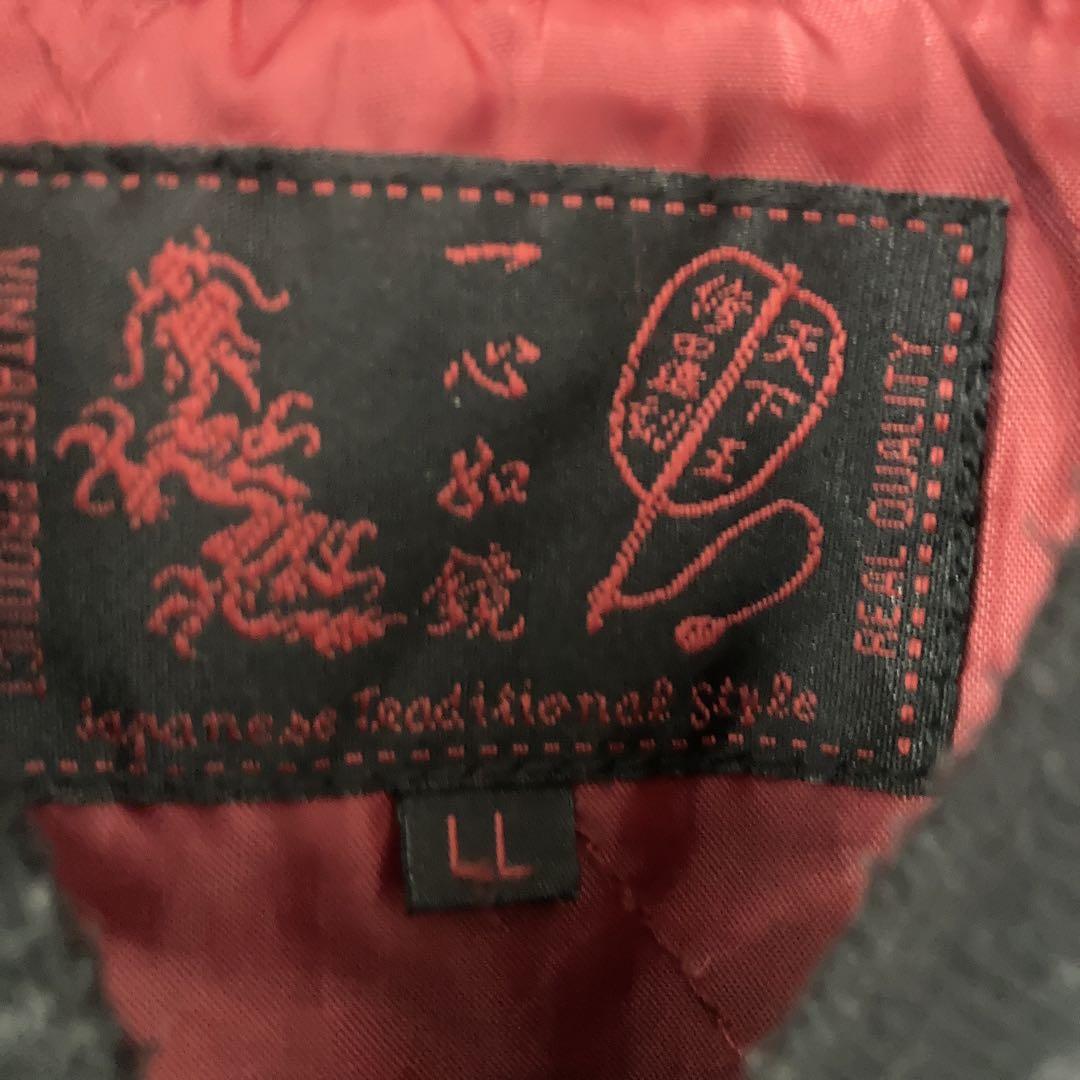 VINTAGE PRODUCT
一心如鏡
天下
REAL QUALITY
Japanese Traditional Style
LL